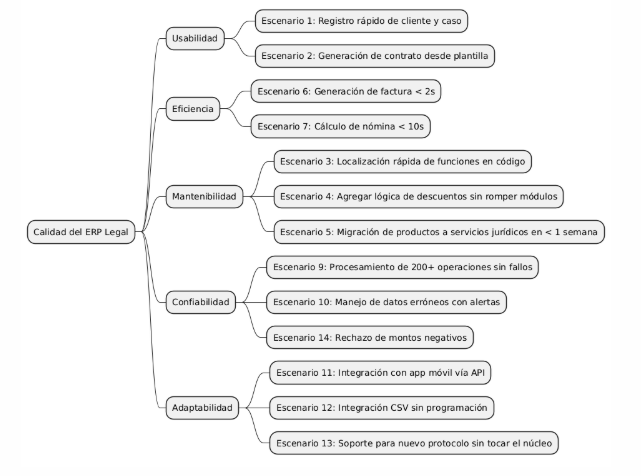 Calidad del ERP Legal
Usabilidad
Escenario 1: Registro rápido de cliente y caso
Escenario 2: Generación de contrato desde plantilla
Eficiencia
Escenario 6: Generación de factura < 2s
Escenario 7: Cálculo de nómina < 10s
Mantenibilidad
Escenario 3: Localización rápida de funciones en código
Escenario 4: Agregar lógica de descuentos sin romper módulos
Escenario 5: Migración de productos a servicios jurídicos en < 1 semana
Confiabilidad
Escenario 9: Procesamiento de 200+ operaciones sin fallos
Escenario 10: Manejo de datos erróneos con alertas
Escenario 14: Rechazo de montos negativos
Adaptabilidad
Escenario 11: Integración con app móvil vía API
Escenario 12: Integración CSV sin programación
Escenario 13: Soporte para nuevo protocolo sin tocar el núcleo